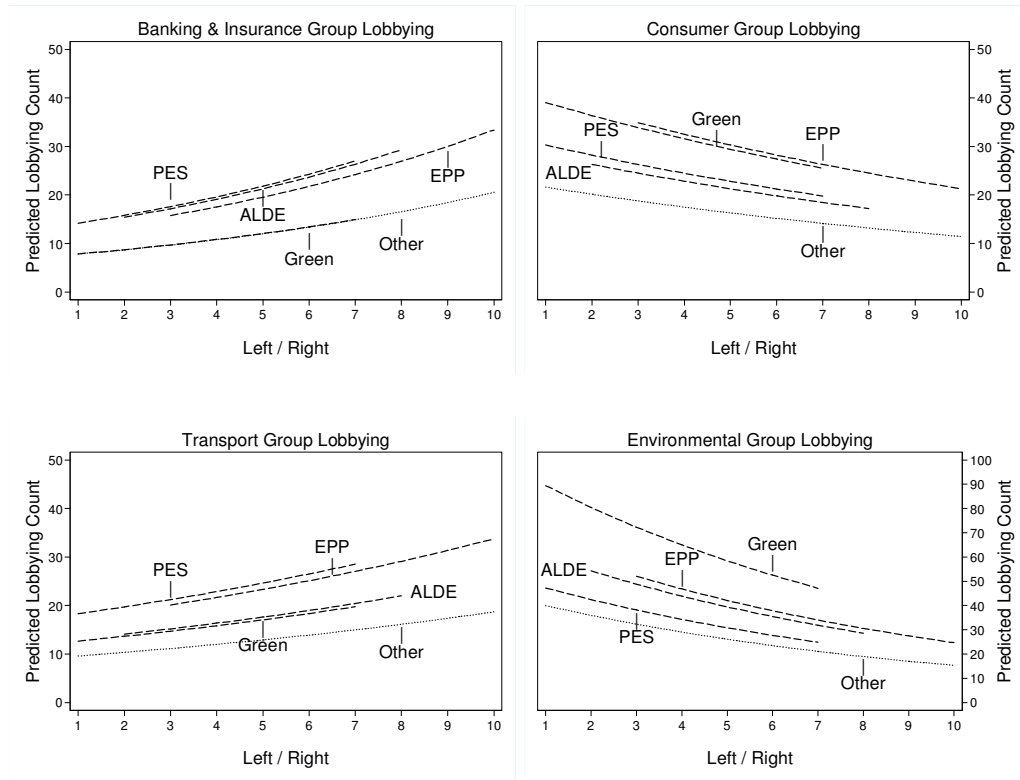 Banking & Insurance Group Lobbying
Predicted Lobbying Count
50
40
30
20
10
0
PES
ALDE
EPP
Green
Other
1 2 3 4 5 6 7 8 9 10
Left / Right
Consumer Group Lobbying
Predicted Lobbying Count
50
40
30
20
10
0
Green
PES
EPP
ALDE
Other
1 2 3 4 5 6 7 8 9 10
Left / Right
Transport Group Lobbying
Predicted Lobbying Count
50
40
30
20
10
0
EPP
PES
ALDE
Green
Other
1 2 3 4 5 6 7 8 9 10
Left / Right
Environmental Group Lobbying
Predicted Lobbying Count
100
90
80
70
60
50
40
30
20
10
0
Green
EPP
ALDE
PES
Other
1 2 3 4 5 6 7 8 9 10
Left / Right